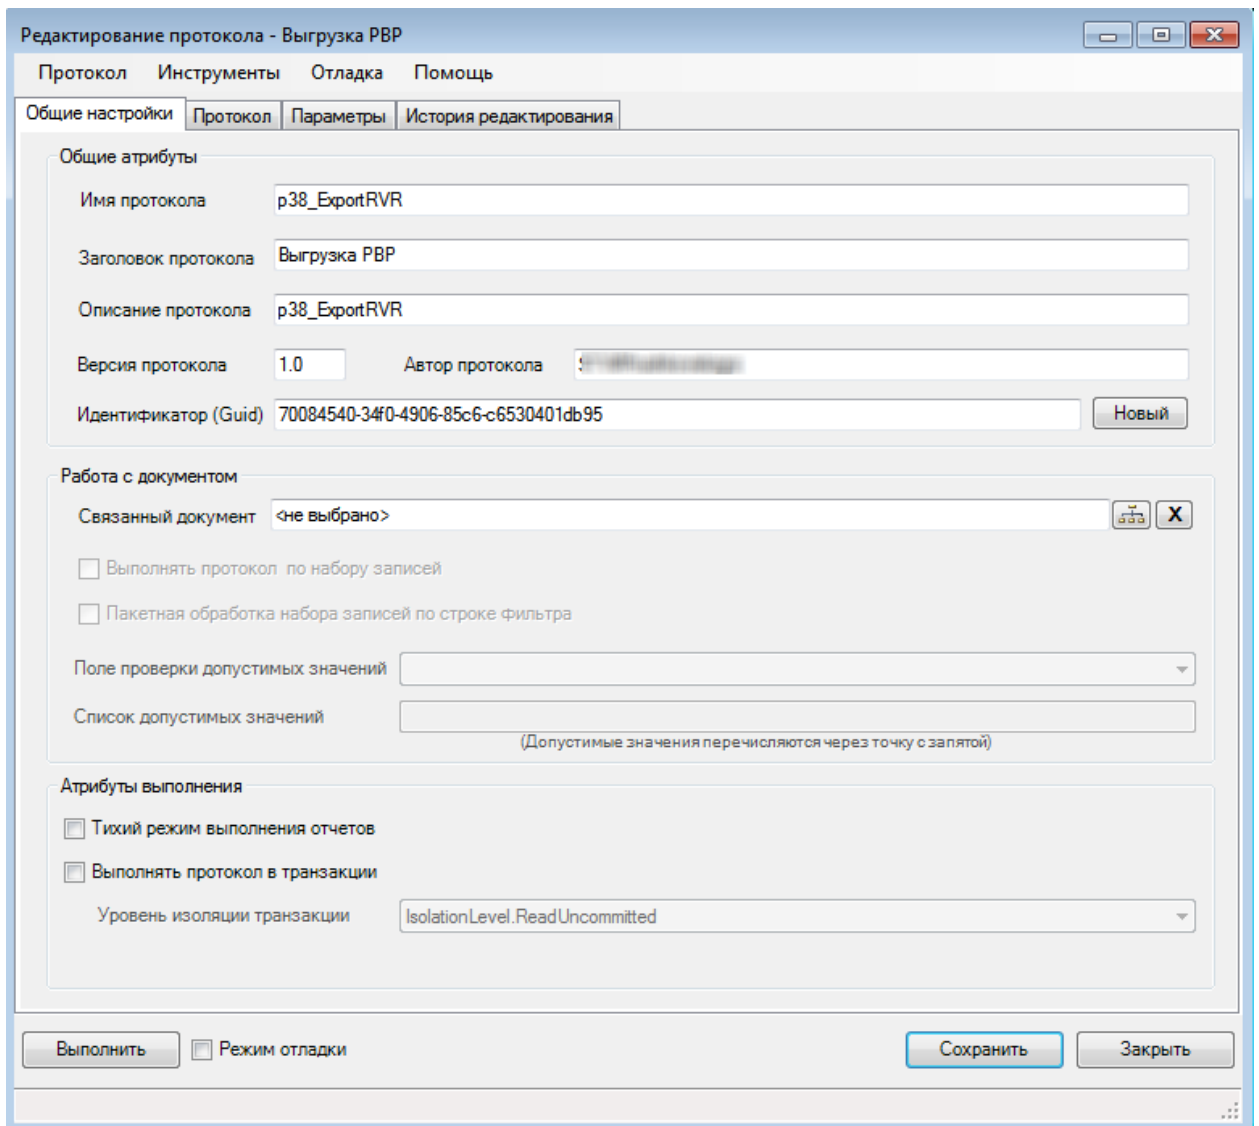 Редактирование протокола - Выгрузка РВР
Протокол Инструменты Отладка Помощь
Общие настройки Протокол Параметры История редактирования
Общие атрибуты
Имя протокола p38_ExportRVR
Заголовок протокола Выгрузка РВР
Описание протокола p38_ExportRVR
Версия протокола 1.0 Автор протокола
Идентификатор (Guid) 70084540-34f0-4906-85c6-c6530401db95 Новый
Работа с документом
Связанный документ <не выбрано> X
Выполнять протокол по набору записей
Пакетная обработка набора записей по строке фильтра
Поле проверки допустимых значений
Список допустимых значений
(Допустимые значения перечисляются через точку с запятой)
Атрибуты выполнения
Тихий режим выполнения отчетов
Выполнять протокол в транзакции
Уровень изоляции транзакции IsolationLevel.ReadUncommitted
Выполнить Режим отладки Сохранить Закрыть